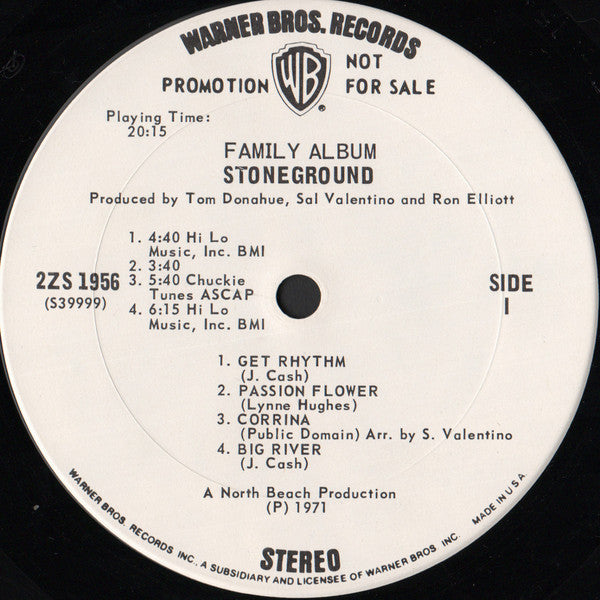 WARNER BROS. RECORDS
PROMOTION
WB
®
NOT
FOR SALE
Playing Time:
20:15
FAMILY ALBUM
STONEGROUND
Produced by Tom Donahue, Sal Valentino and Ron Elliott
1. 4:40 Hi Lo
Music, Inc. BMI
2. 3:40
3. 5:40 Chuckie
Tunes ASCAP
4. 6:15 Hi Lo
Music, Inc. BMI
2ZS 1956
(S39999)
SIDE
1
1. GET RHYTHM
(J. Cash)
2. PASSION FLOWER
(Lynne Hughes)
3. CORRINA
(Public Domain) Arr. by S. Valentino
4. BIG RIVER
(J. Cash)
A North Beach Production
(P) 1971
STEREO
WARNER BROS. RECORDS INC., A SUBSIDIARY AND LICENSEE OF WARNER BROS INC. MADE IN U.S.A.